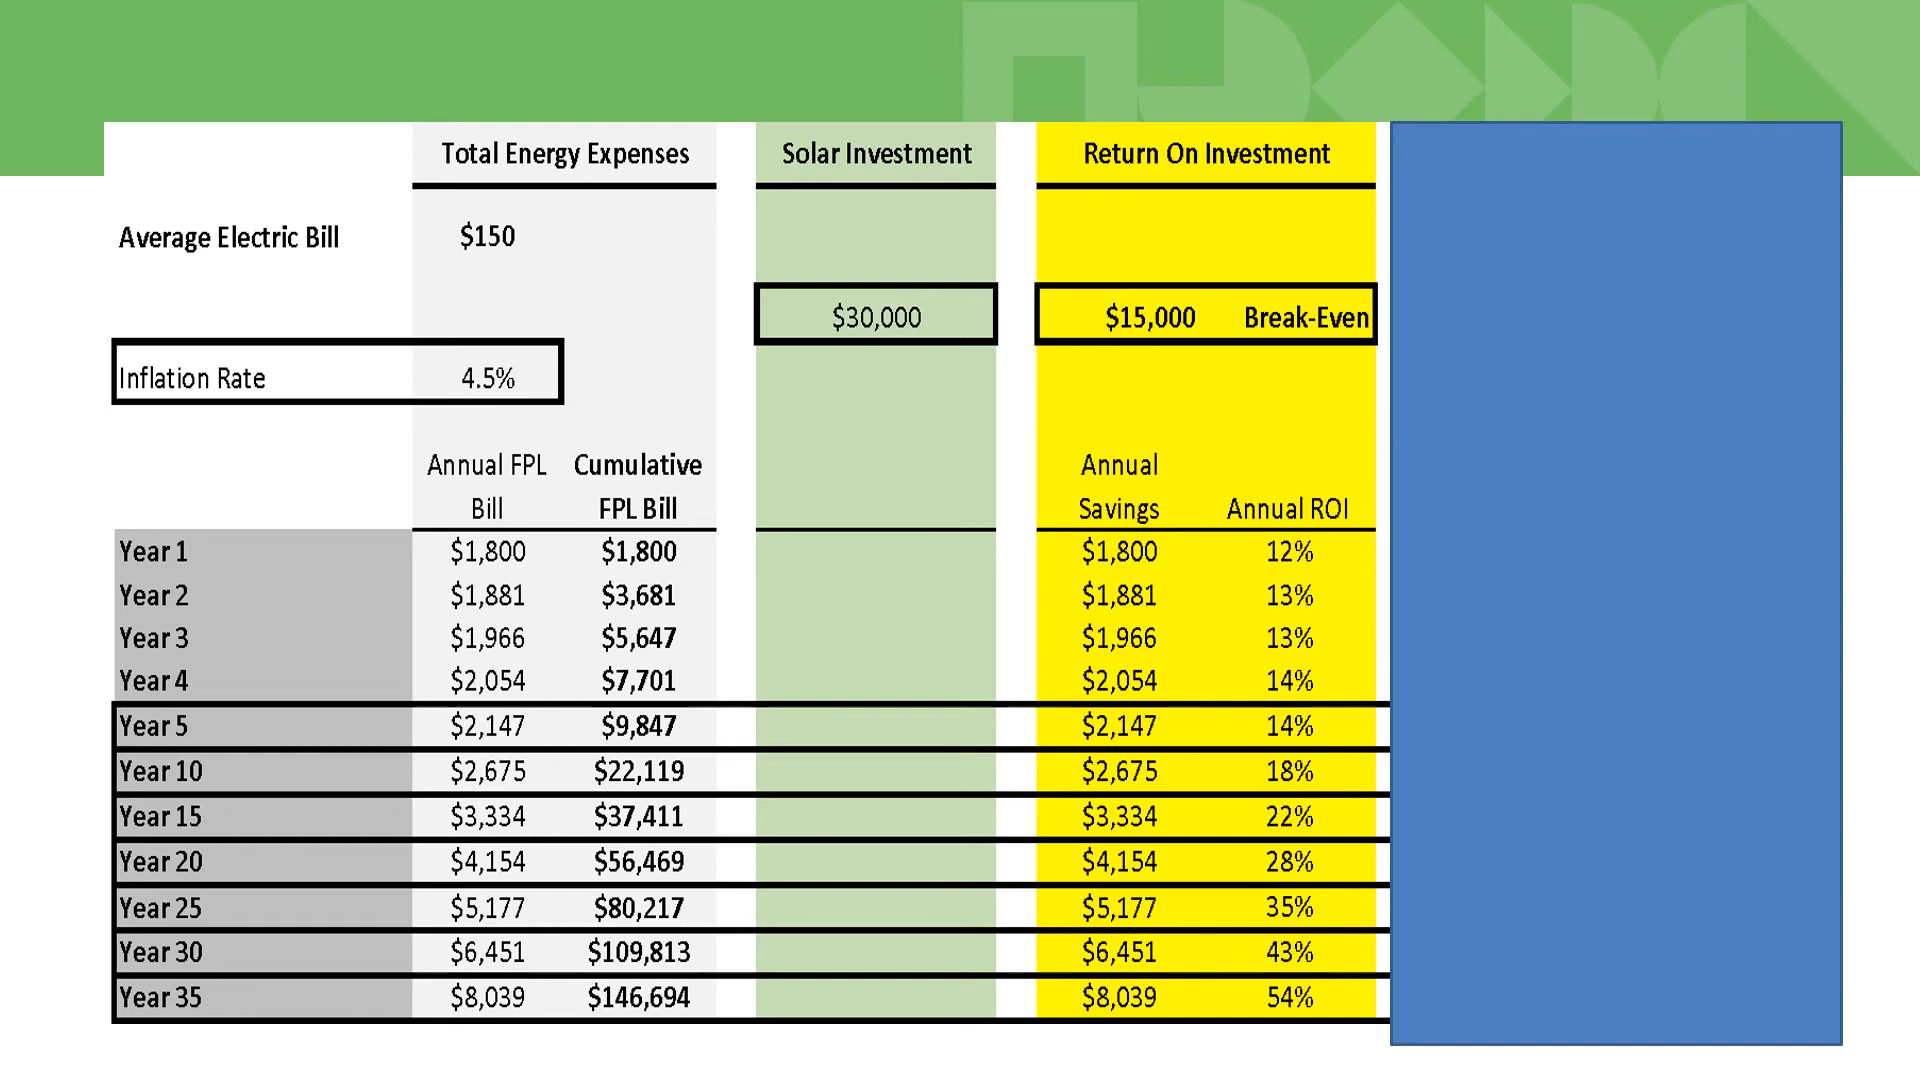 Total Energy Expenses Solar Investment Return On Investment
Average Electric Bill $150
$30,000 $15,000 Break-Even
Inflation Rate 4.5%
Annual FPL Cumulative Annual
Bill FPL Bill Savings Annual ROI
Year 1 $1,800 $1,800 $1,800 12%
Year 2 $1,881 $3,681 $1,881 13%
Year 3 $1,966 $5,647 $1,966 13%
Year 4 $2,054 $7,701 $2,054 14%
Year 5 $2,147 $9,847 $2,147 14%
Year 10 $2,675 $22,119 $2,675 18%
Year 15 $3,334 $37,411 $3,334 22%
Year 20 $4,154 $56,469 $4,154 28%
Year 25 $5,177 $80,217 $5,177 35%
Year 30 $6,451 $109,813 $6,451 43%
Year 35 $8,039 $146,694 $8,039 54%